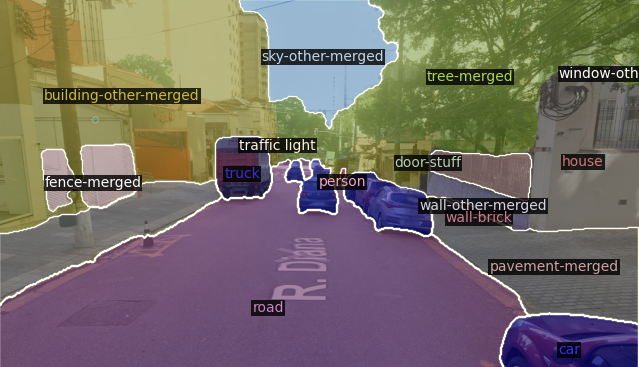 sky-other-merged
tree-merged
window-oth
building-other-merged
traffic light
door-stuff
house
truck
fence-merged
person
wall-other-merged
wall-brick
pavement-merged
R. Diana
road
car